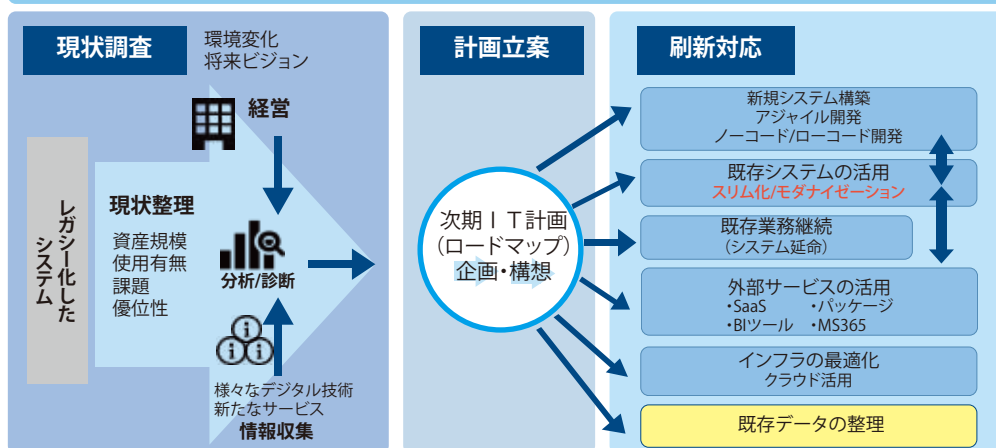 現状調査
環境変化
将来ビジョン
経営
レガシー化した
システム
現状整理
資産規模
使用有無
課題
優位性
分析/診断
様々なデジタル技術
新たなサービス
情報収集
計画立案
次期IT計画
(ロードマップ)
企画・構想
刷新対応
新規システム構築
アジャイル開発
ノーコード/ローコード開発
既存システムの活用
スリム化/モダナイゼーション
既存業務継続
(システム延命)
外部サービスの活用
・SaaS ・パッケージ
・BIツール ・MS365
インフラの最適化
クラウド活用
既存データの整理